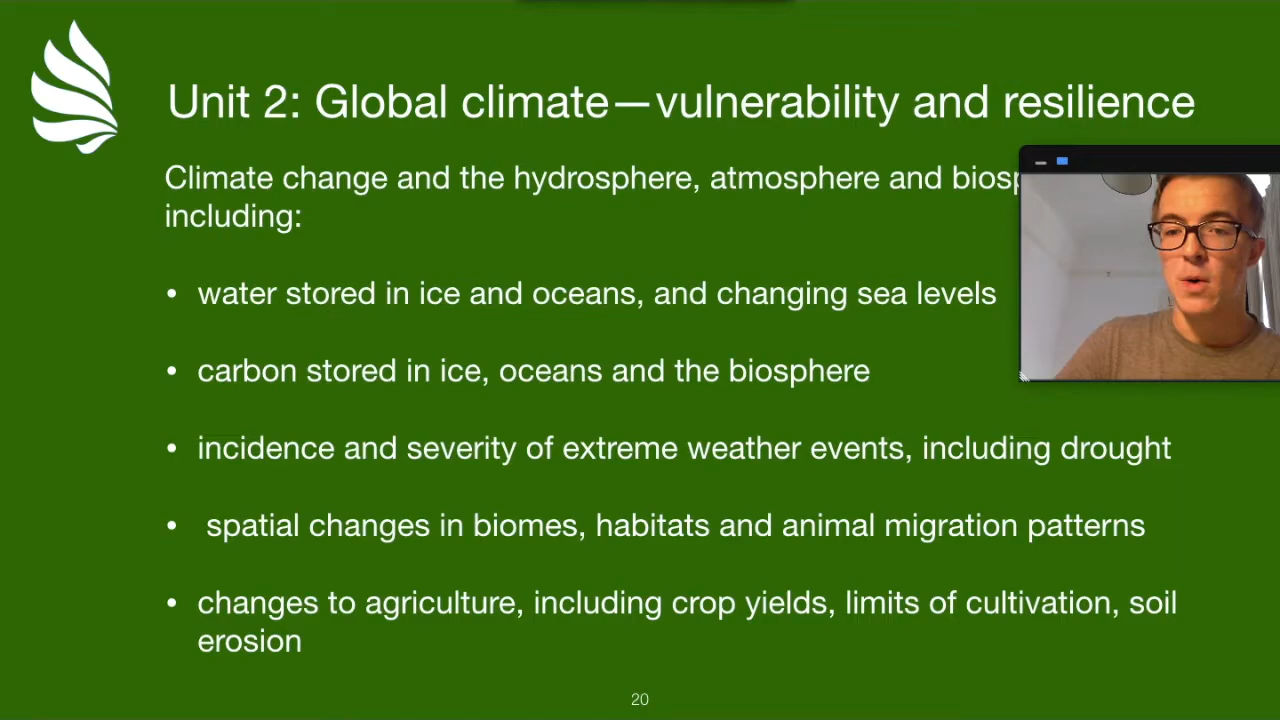 Unit 2: Global climate—vulnerability and resilience
Climate change and the hydrosphere, atmosphere and
including:
• water stored in ice and oceans, and changing sea levels
• carbon stored in ice, oceans and the biosphere
• incidence and severity of extreme weather events, including drought
• spatial changes in biomes, habitats and animal migration patterns
• changes to agriculture, including crop yields, limits of cultivation, soil
erosion
20